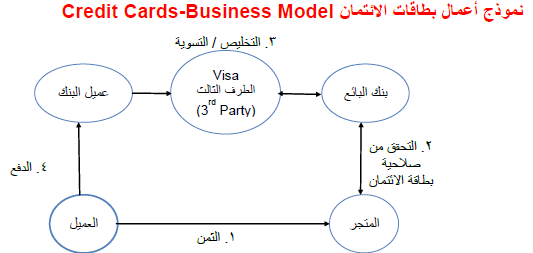 نموذج أعمال بطاقات الائتمان Credit Cards-Business Model
٣. التخليص / التسوية
عميل البنك
Visa
الطرف الثالث
(3rd Party)
بنك البائع
٤. الدفع
٢. التحقق من
صلاحية
بطاقة الائتمان
العميل
١. الثمن
المتجر